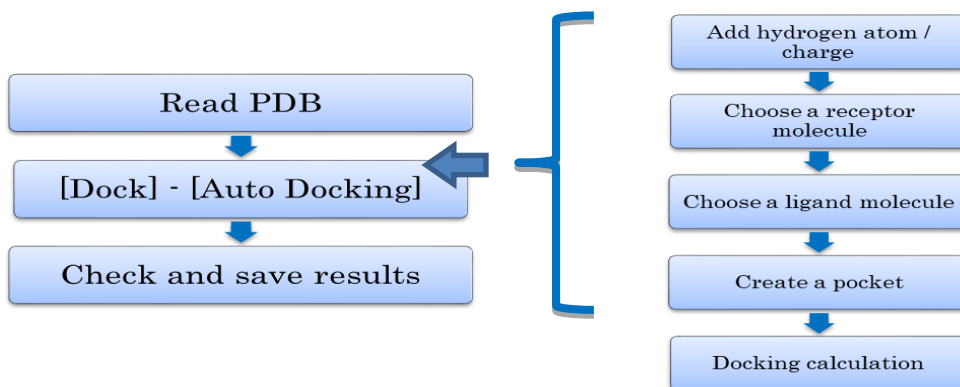 Read PDB
[Dock] - [Auto Docking]
Check and save results
Add hydrogen atom /
charge
Choose a receptor
molecule
Choose a ligand molecule
Create a pocket
Docking calculation